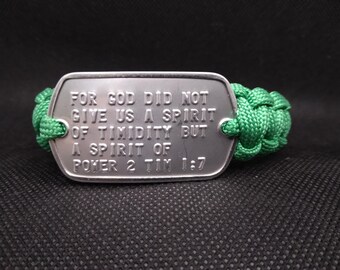 FOR GOD DID NOT
GIVE US A SPIRIT
OF TIMIDITY BUT
A SPIRIT OF
POWER 2 TIM 1:7